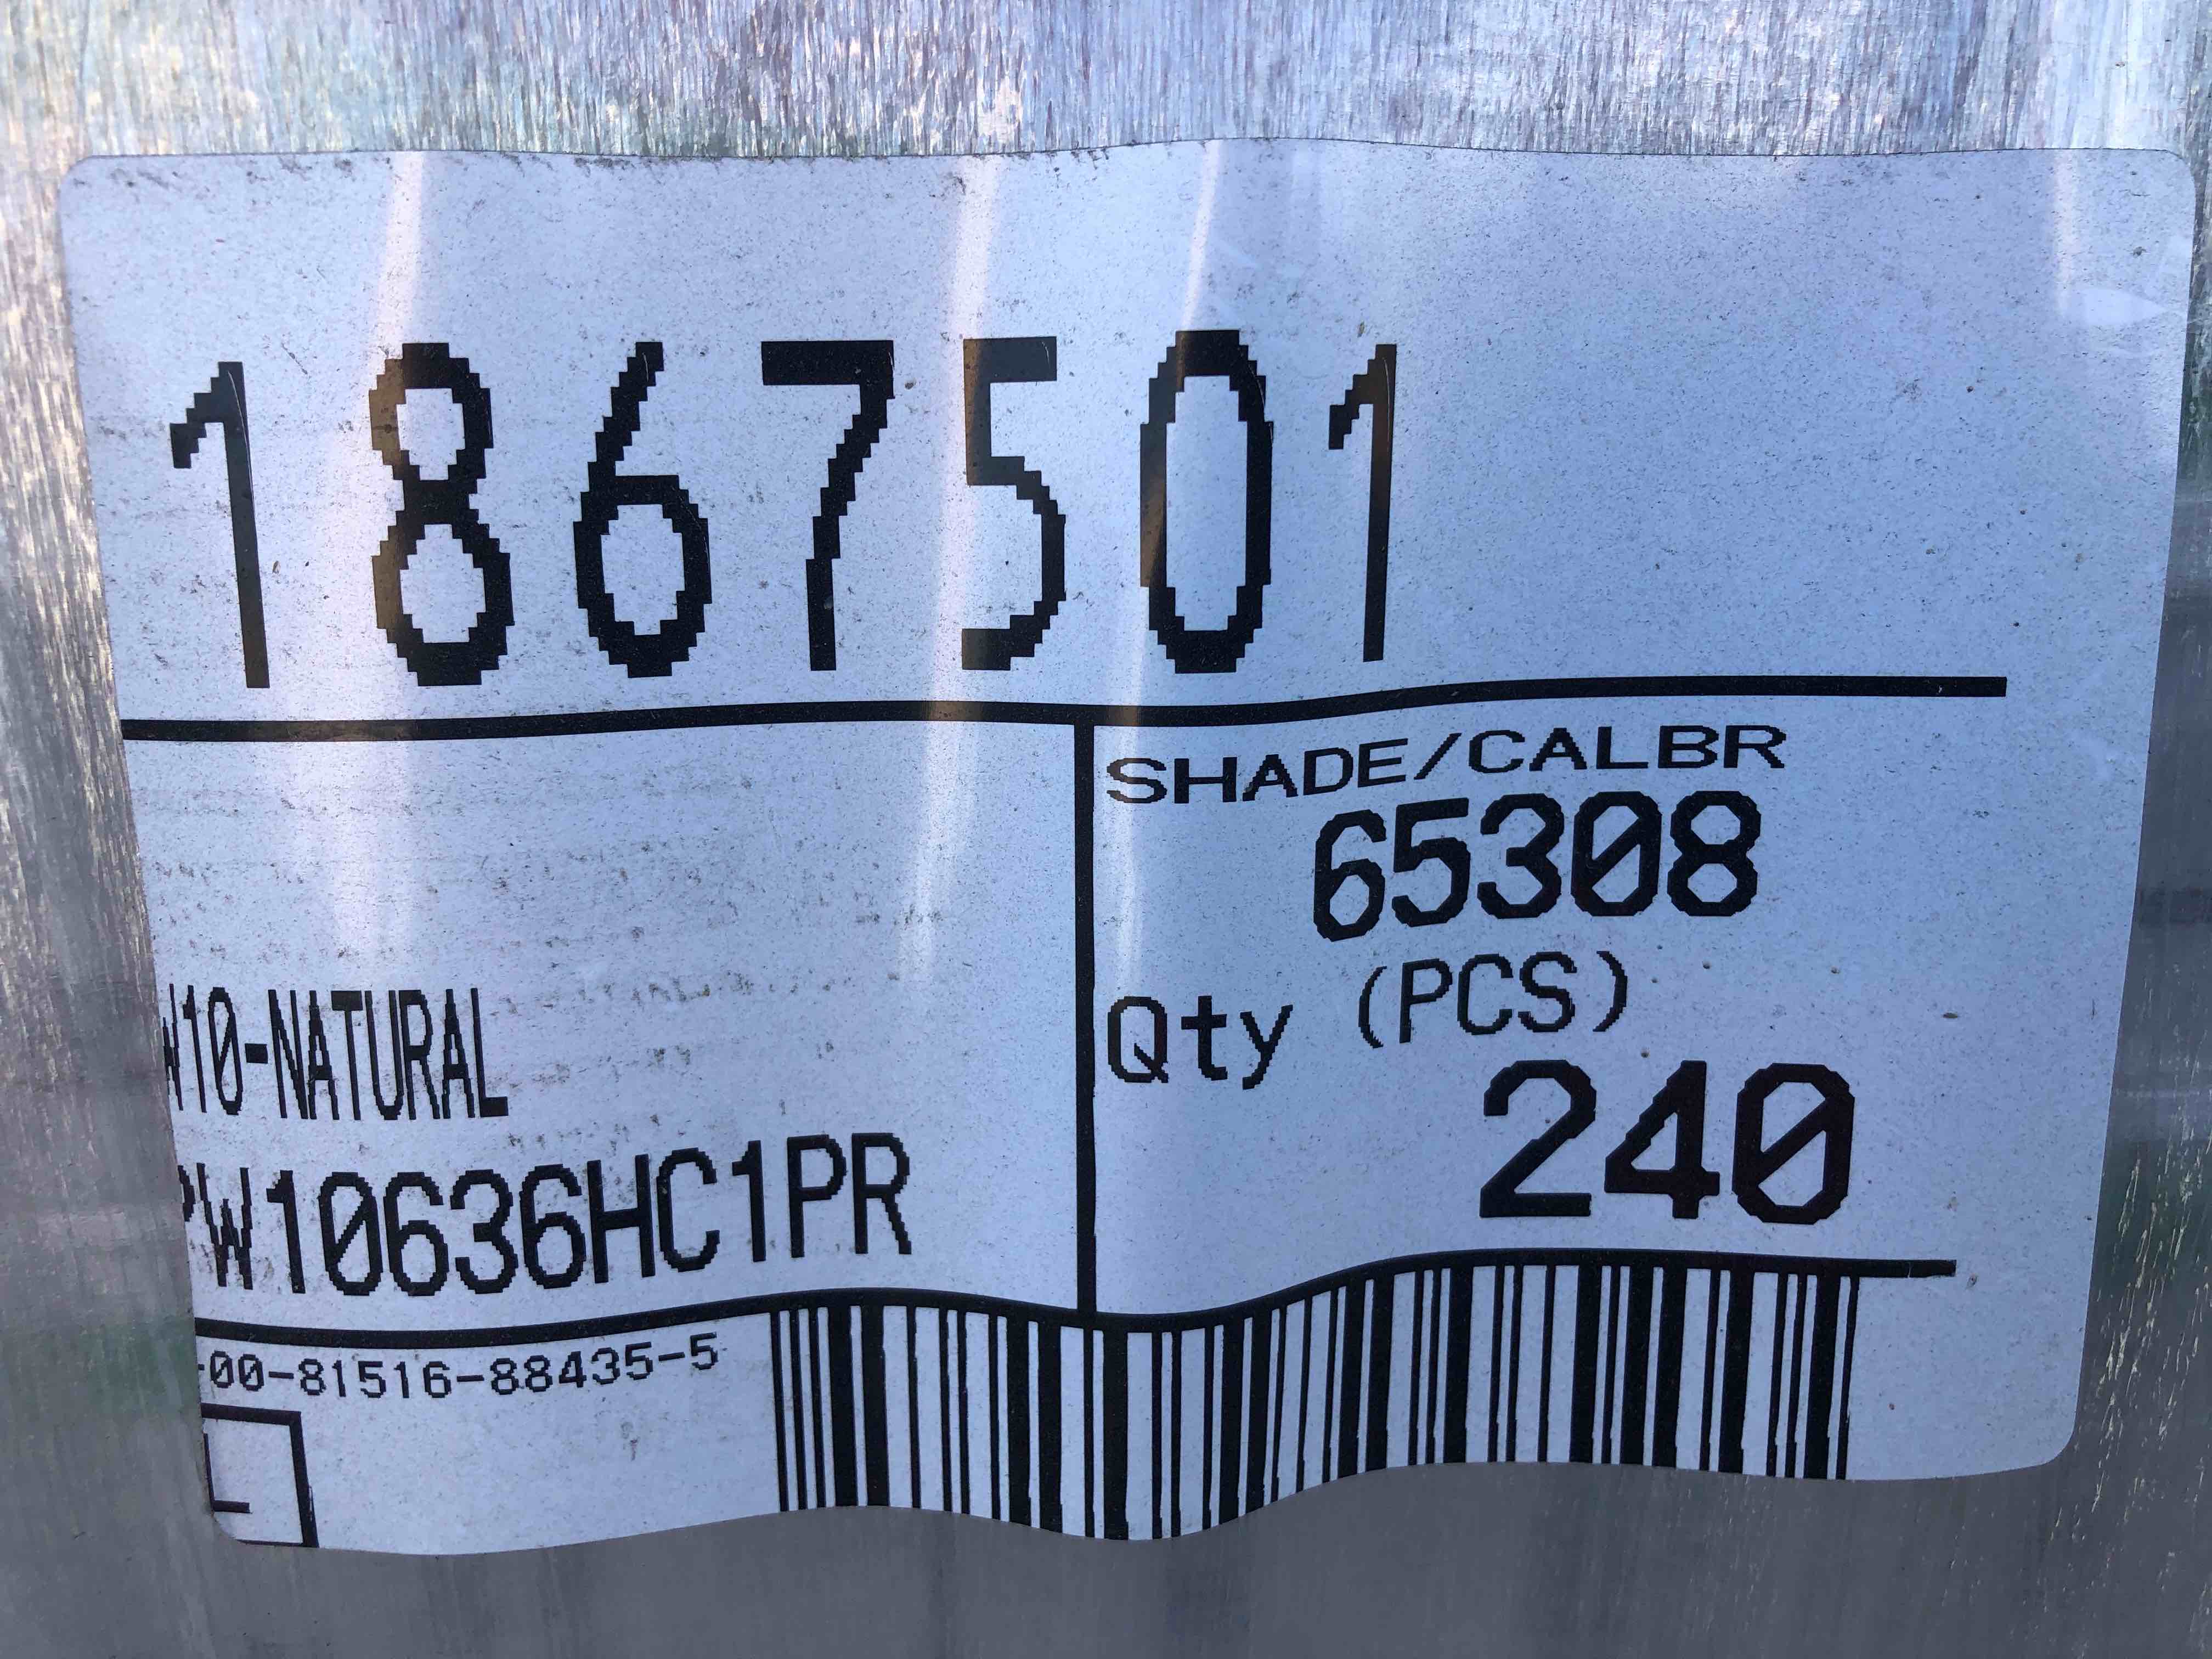 1867501
SHADE/CALBR
65308
Qty (PCS)
240
W10-NATURAL
PW10636HC1PR
-00-81516-88435-5